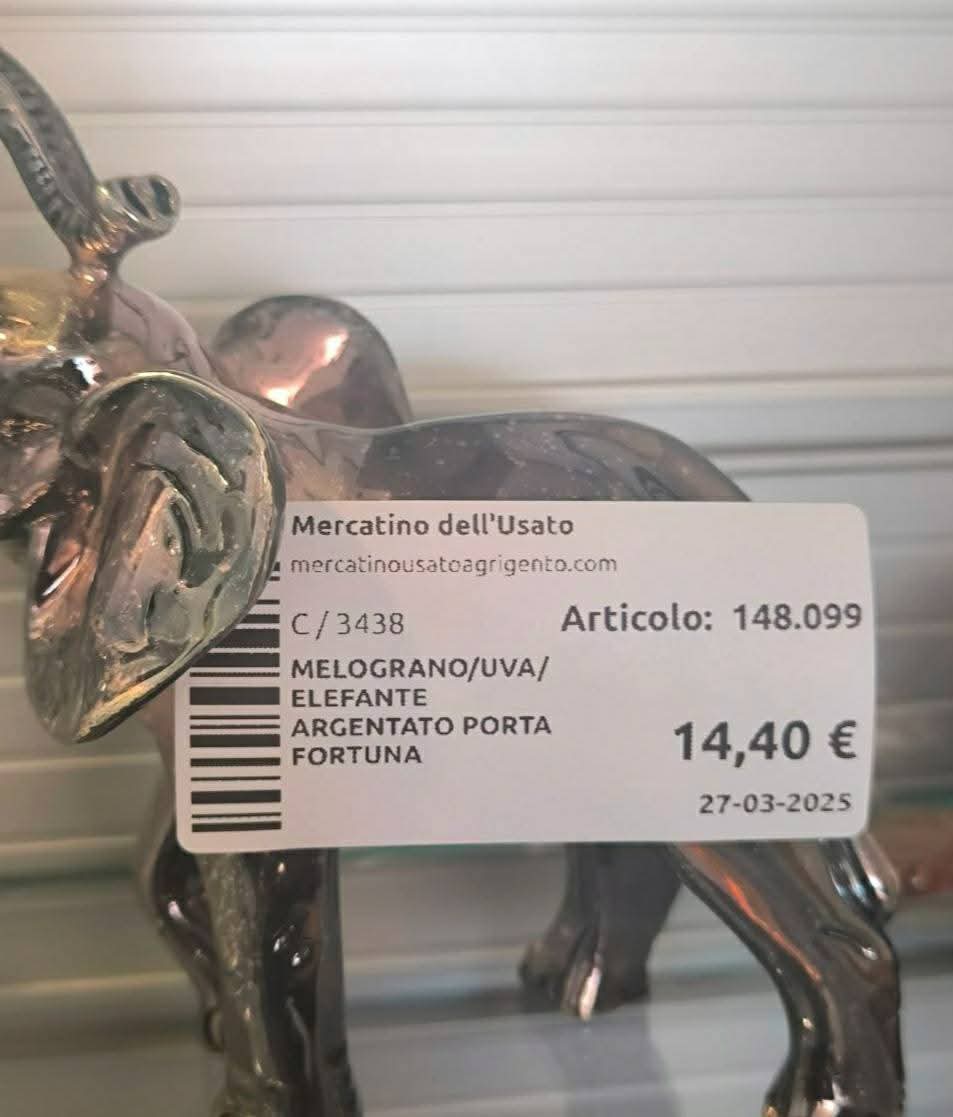 Mercatino dell'Usato
mercatinousatoagrigento.com
C/3438 Articolo: 148.099
MELOGRANO/UVA/
ELEFANTE
ARGENTATO PORTA
FORTUNA
14,40 €
27-03-2025